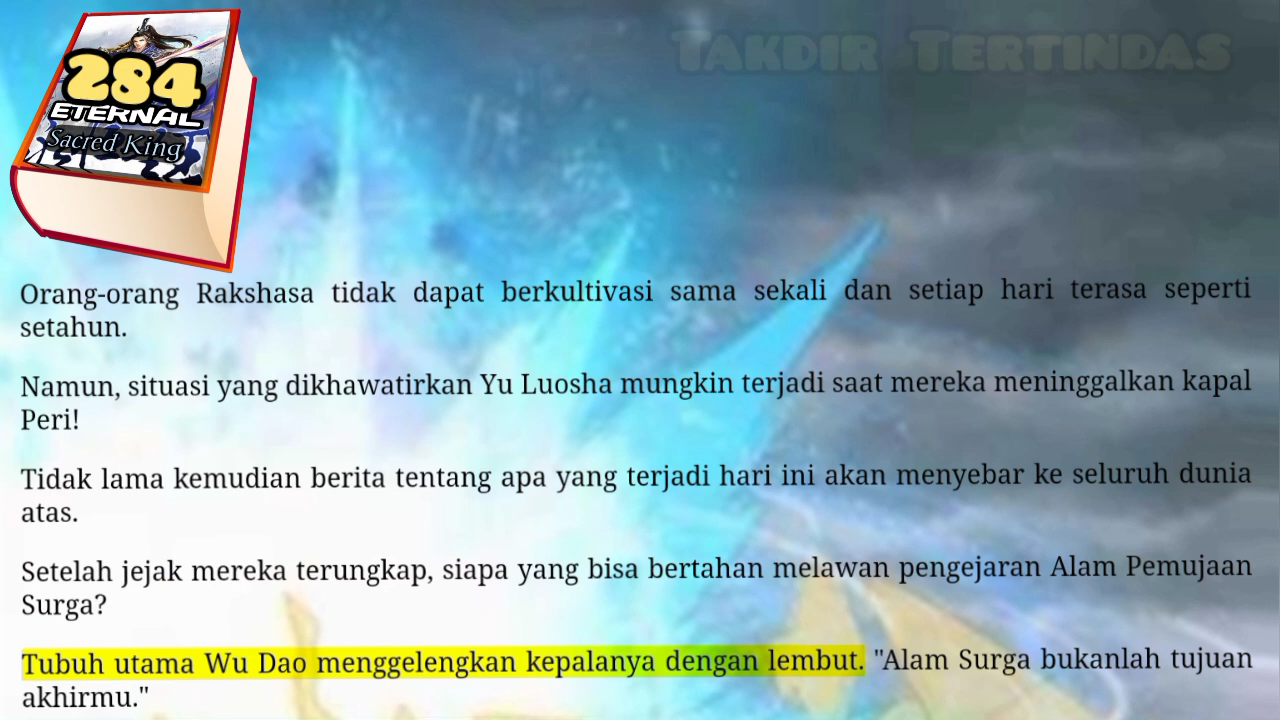 TAKDIR TERTINDAS
284
ETERNAL
Sacred King
Orang-orang Rakshasa tidak dapat berkultivasi sama sekali dan setiap hari terasa seperti
setahun.
Namun, situasi yang dikhawatirkan Yu Luosha mungkin terjadi saat mereka meninggalkan kapal
Peri!
Tidak lama kemudian berita tentang apa yang terjadi hari ini akan menyebar ke seluruh dunia
atas.
Setelah jejak mereka terungkap, siapa yang bisa bertahan melawan pengejaran Alam Pemujaan
Surga?
Tubuh utama Wu Dao menggelengkan kepalanya dengan lembut. "Alam Surga bukanlah tujuan
akhirmu."